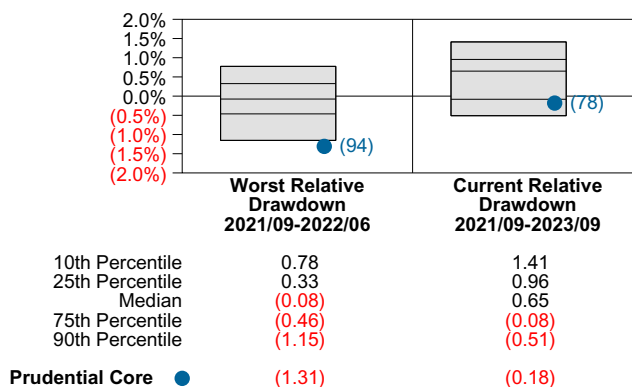 2.0%
1.5%
1.0%
0.5%
0.0%
(0.5%)
(1.0%)
(1.5%)
(2.0%)
(94)
(78)
Worst Relative
Drawdown
2021/09-2022/06
Current Relative
Drawdown
2021/09-2023/09
10th Percentile 0.78 1.41
25th Percentile 0.33 0.96
Median (0.08) 0.65
75th Percentile (0.46) (0.08)
90th Percentile (1.15) (0.51)
Prudential Core (1.31) (0.18)